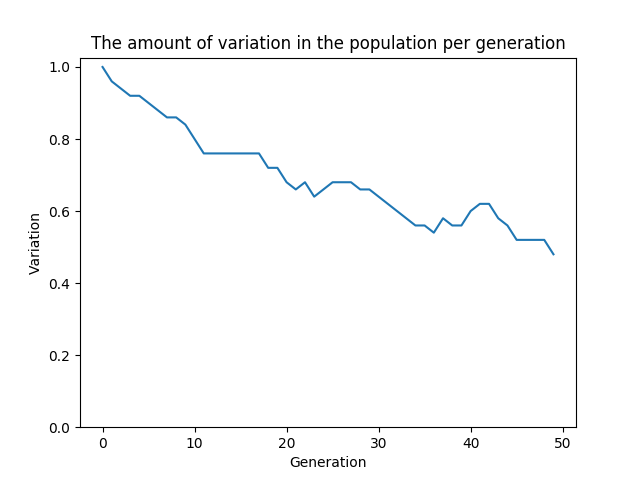 The amount of variation in the population per generation
1.0
0.8
0.6
0.4
0.2
0.0
Variation
0 10 20 30 40 50
Generation